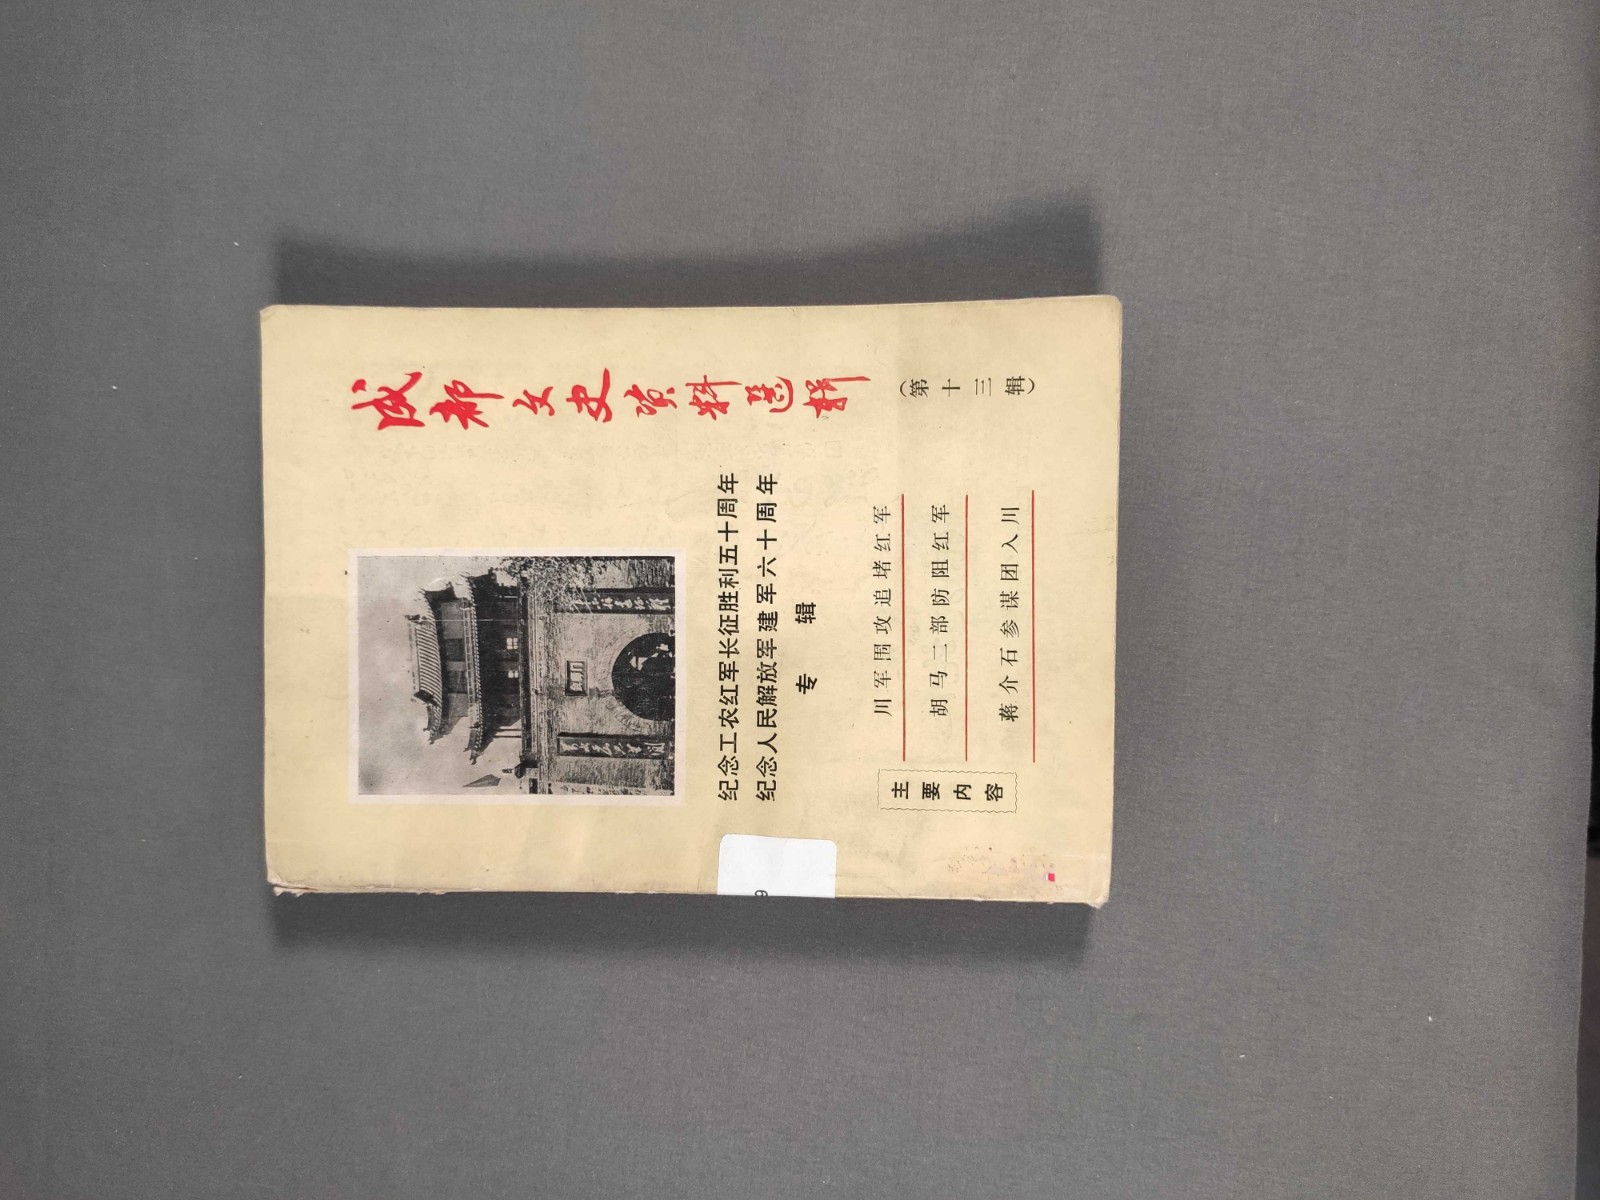 成都文史资料选辑
（第十三辑）
纪念工农红军长征胜利五十周年
纪念人民解放军建军六十周年
专辑
主要内容
川军围攻追堵红军
胡马二部防阻红军
蒋介石参谋团入川
9